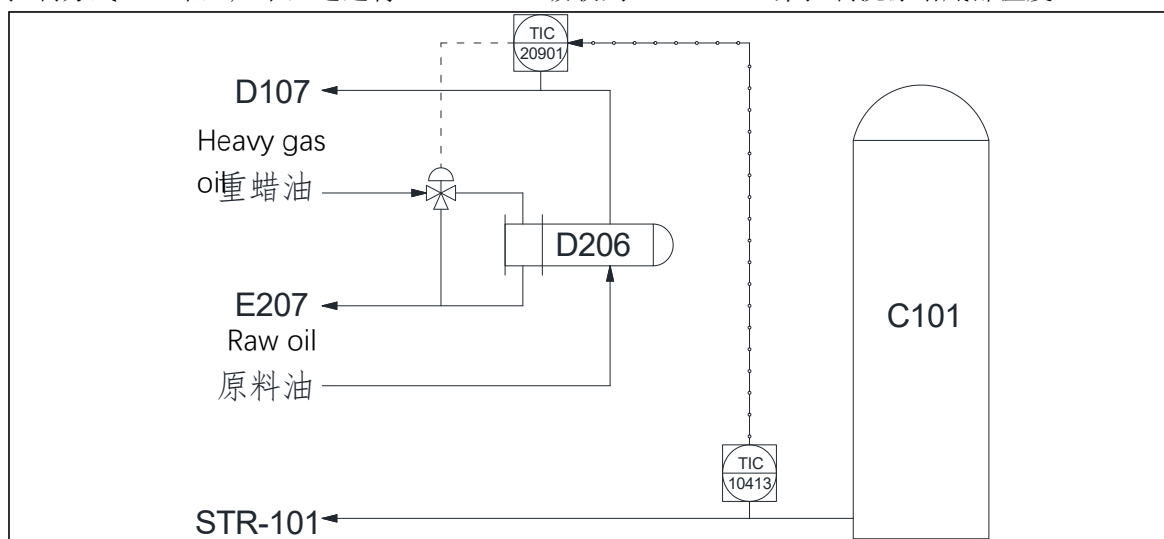 TIC
20901
D107
Heavy gas
oil重蜡油
D206
E207
Raw oil
原料油
C101
TIC
10413
STR-101